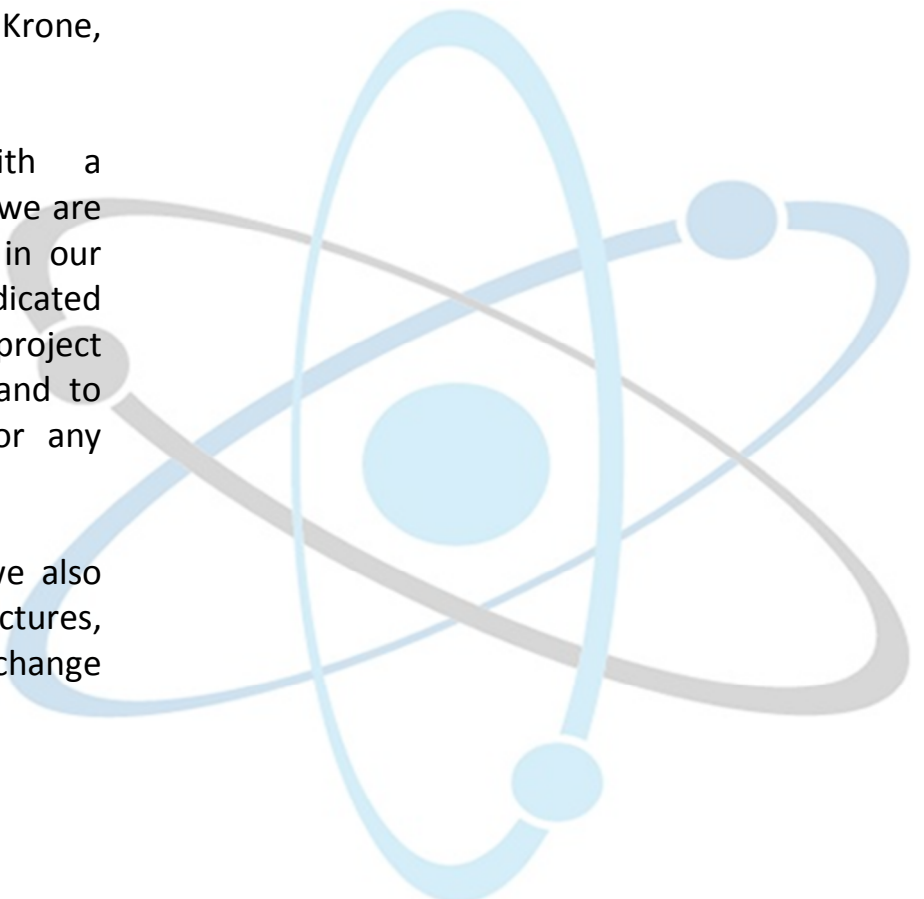 Krone,
ith a
we are
in our
dicated
project
and to
or any
ve also
ctures,
change